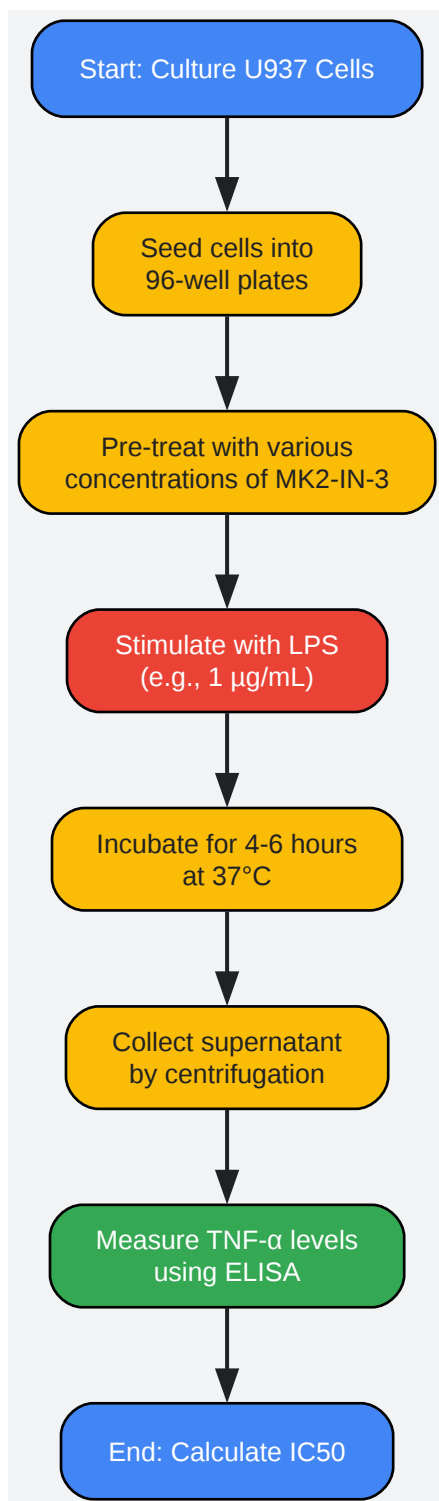 Start: Culture U937 Cells
Seed cells into
96-well plates
Pre-treat with various
concentrations of MK2-IN-3
Stimulate with LPS
(e.g., 1 µg/mL)
Incubate for 4-6 hours
at 37°C
Collect supernatant
by centrifugation
Measure TNF-α levels
using ELISA
End: Calculate IC50